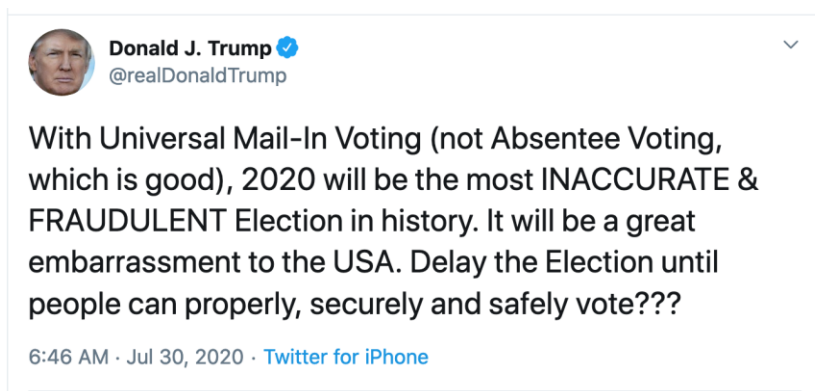 Donald J. Trump
@realDonaldTrump
With Universal Mail-In Voting (not Absentee Voting,
which is good), 2020 will be the most INACCURATE &
FRAUDULENT Election in history. It will be a great
embarrassment to the USA. Delay the Election until
people can properly, securely and safely vote???
6:46 AM · Jul 30, 2020 · Twitter for iPhone